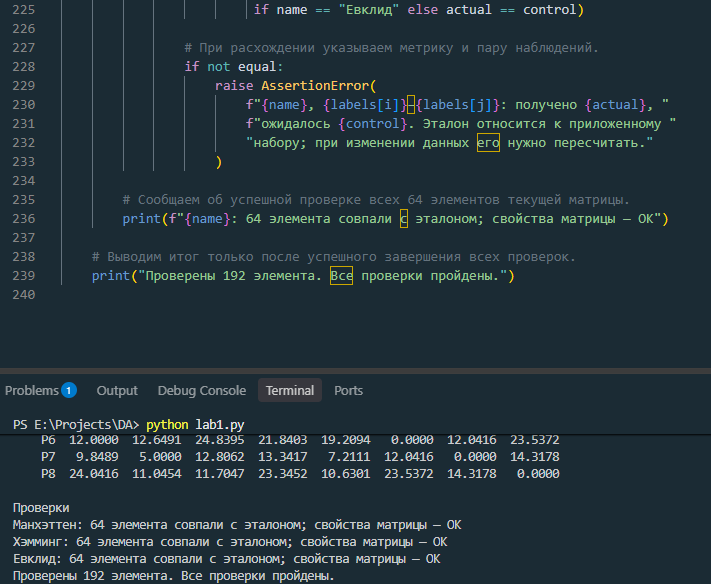 225 if name == "Евклид" else actual == control)
226
227 # При расхождении указываем метрику и пару наблюдений.
228 if not equal:
229 raise AssertionError(
230 f"{name}, {labels[i]}–{labels[j]}: получено {actual}, "
231 f"ожидалось {control}. Эталон относится к приложенному "
232 "набору; при изменении данных его нужно пересчитать."
233 )
234
235 # Сообщаем об успешной проверке всех 64 элементов текущей матрицы.
236 print(f"{name}: 64 элемента совпали с эталоном; свойства матрицы — OK")
237
238 # Выводим итог только после успешного завершения всех проверок.
239 print("Проверены 192 элемента. Все проверки пройдены.")
240
Problems 1 Output Debug Console Terminal Ports
PS E:\Projects\DA> python lab1.py
P6 12.0000 12.6491 24.8395 21.8403 19.2094 0.0000 12.0416 23.5372
P7 9.8489 5.0000 12.8062 13.3417 7.2111 12.0416 0.0000 14.3178
P8 24.0416 11.0454 11.7047 23.3452 10.6301 23.5372 14.3178 0.0000
Проверки
Манхэттен: 64 элемента совпали с эталоном; свойства матрицы — OK
Хэмминг: 64 элемента совпали с эталоном; свойства матрицы — OK
Евклид: 64 элемента совпали с эталоном; свойства матрицы — OK
Проверены 192 элемента. Все проверки пройдены.